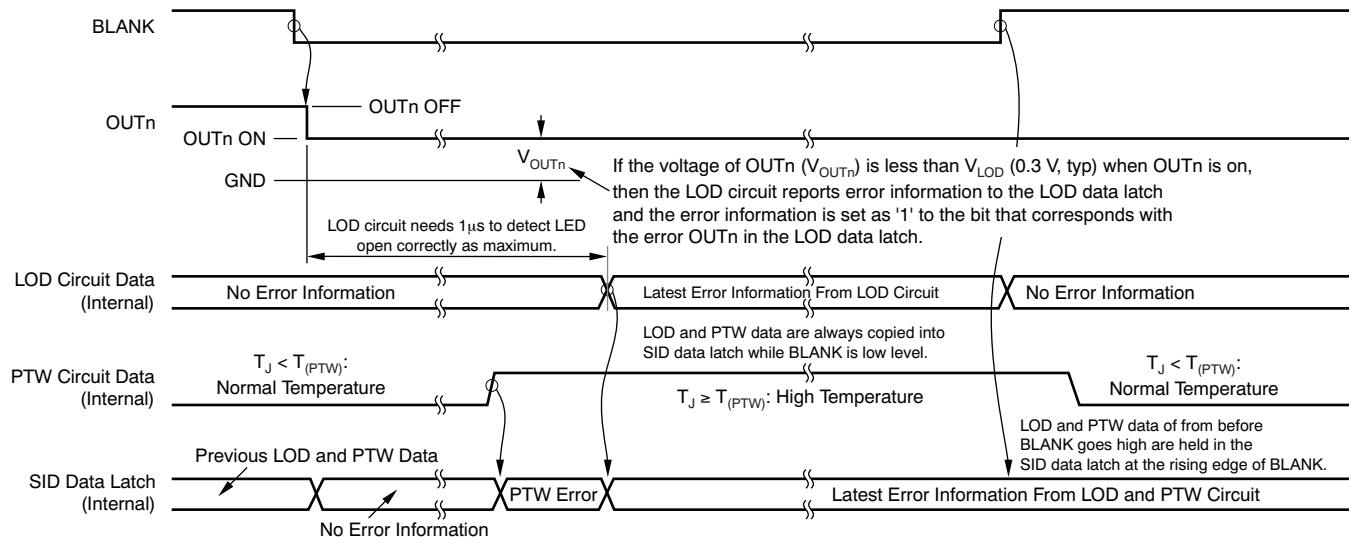 BLANK
OUTn
OUTn OFF
OUTn ON
GND
VOUTn
If the voltage of OUTn (VOUTn) is less than VLOD (0.3 V, typ) when OUTn is on,
then the LOD circuit reports error information to the LOD data latch
and the error information is set as '1' to the bit that corresponds with
the error OUTn in the LOD data latch.
LOD circuit needs 1μs to detect LED
open correctly as maximum.
LOD Circuit Data
(Internal)
No Error Information
Latest Error Information From LOD Circuit
No Error Information
LOD and PTW data are always copied into
SID data latch while BLANK is low level.
PTW Circuit Data
(Internal)
TJ < T(PTW):
Normal Temperature
TJ ≥ T(PTW): High Temperature
TJ < T(PTW):
Normal Temperature
LOD and PTW data of from before
BLANK goes high are held in the
SID data latch at the rising edge of BLANK.
SID Data Latch
(Internal)
Previous LOD and PTW Data
No Error Information
PTW Error
Latest Error Information From LOD and PTW Circuit